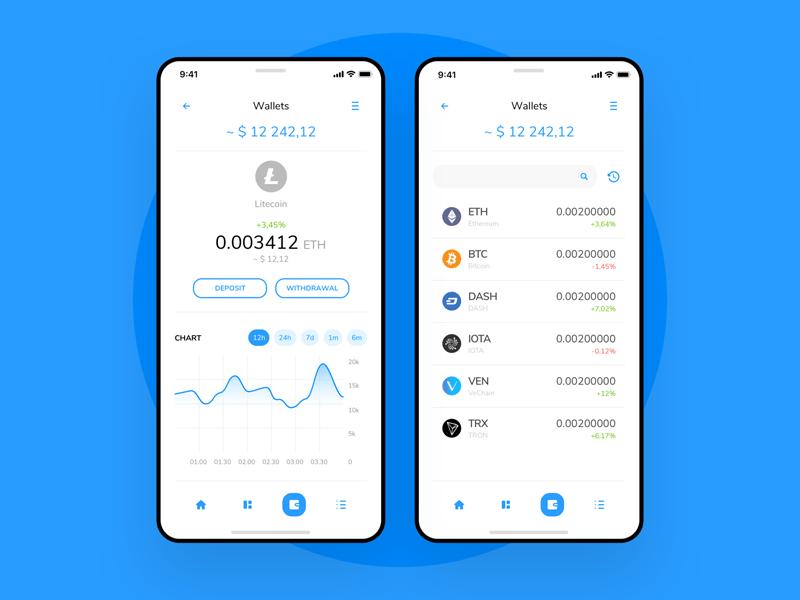 9:41
Wallets
~ $ 12 242,12
Litecoin
+3,45%
0.003412 ETH
~ $ 12,12
DEPOSIT WITHDRAWAL
CHART 12h 24h 7d 1m 6m
20k
15k
10k
5k
01.00 01.30 02.00 02.30 03.00 03.30 0
9:41
Wallets
~ $ 12 242,12
ETH 0.00200000
Ethereum +3,64%
BTC 0.00200000
Bitcoin -1,45%
DASH 0.00200000
DASH +7,02%
IOTA 0.00200000
IOTA -0,12%
VEN 0.00200000
VeChain +12%
TRX 0.00200000
TRON +6,17%